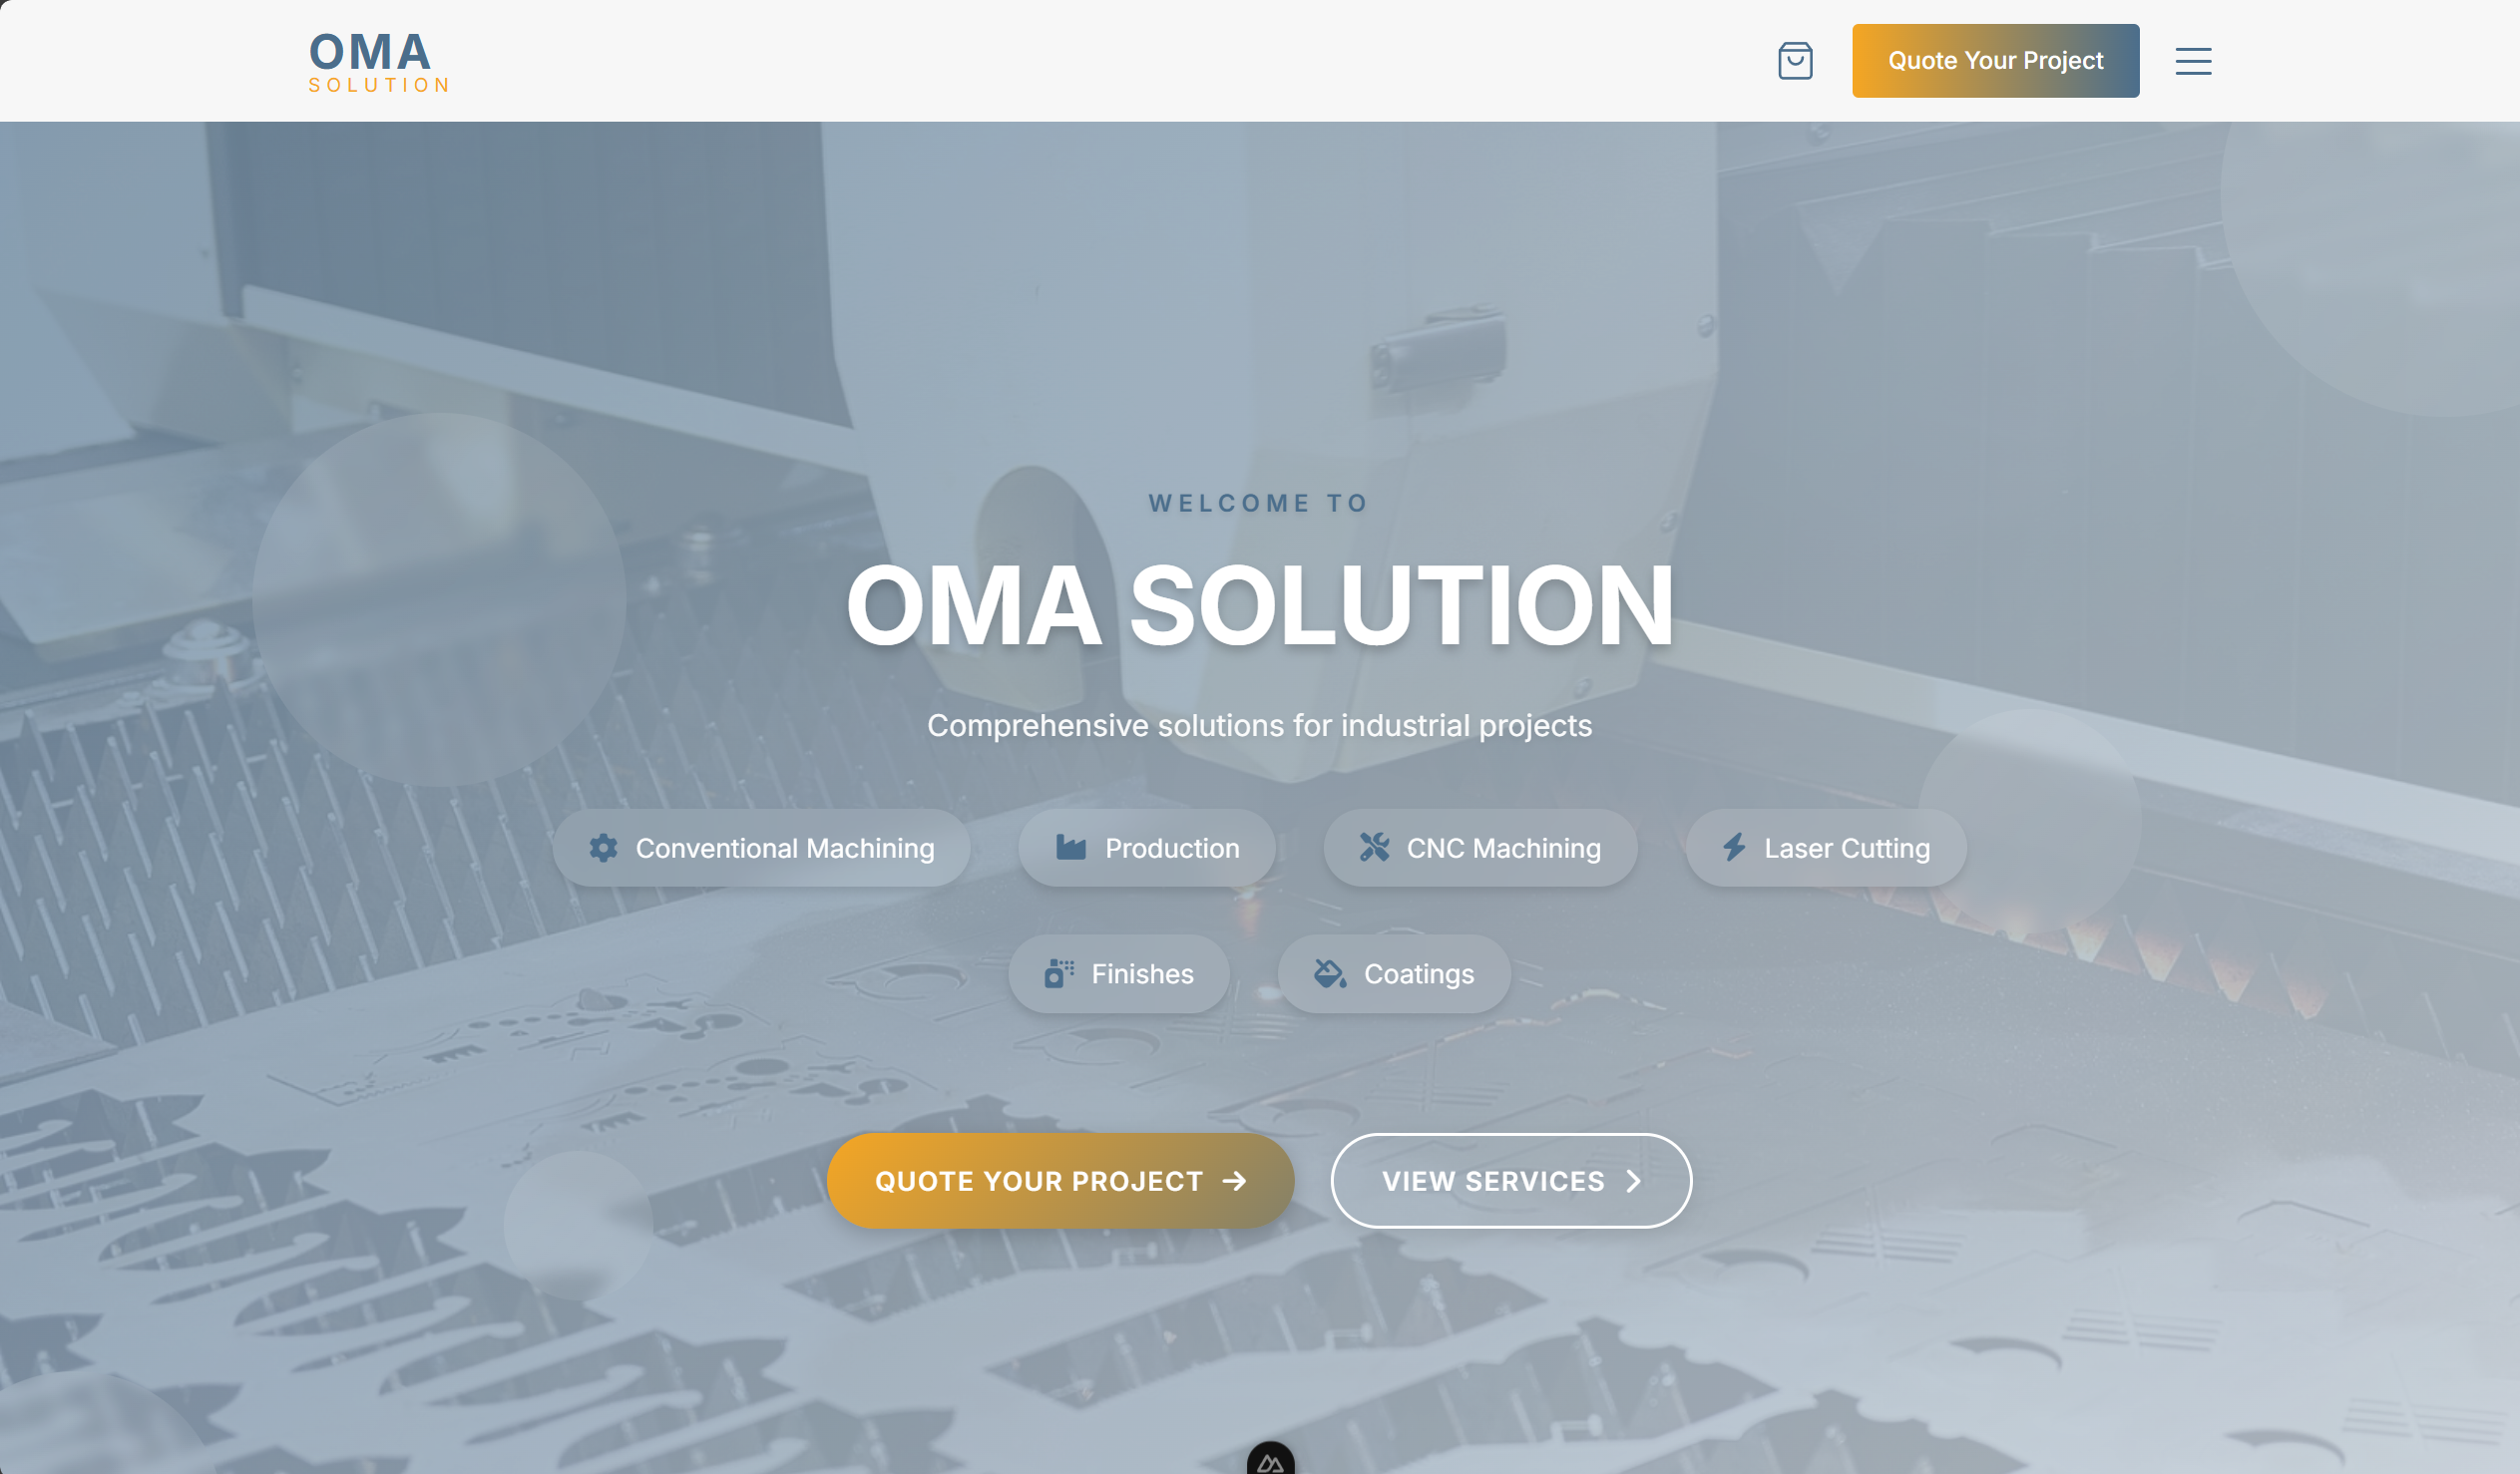 OMA
SOLUTION
Quote Your Project
WELCOME TO
OMA SOLUTION
Comprehensive solutions for industrial projects
Conventional Machining
Production
CNC Machining
Laser Cutting
Finishes
Coatings
QUOTE YOUR PROJECT
VIEW SERVICES